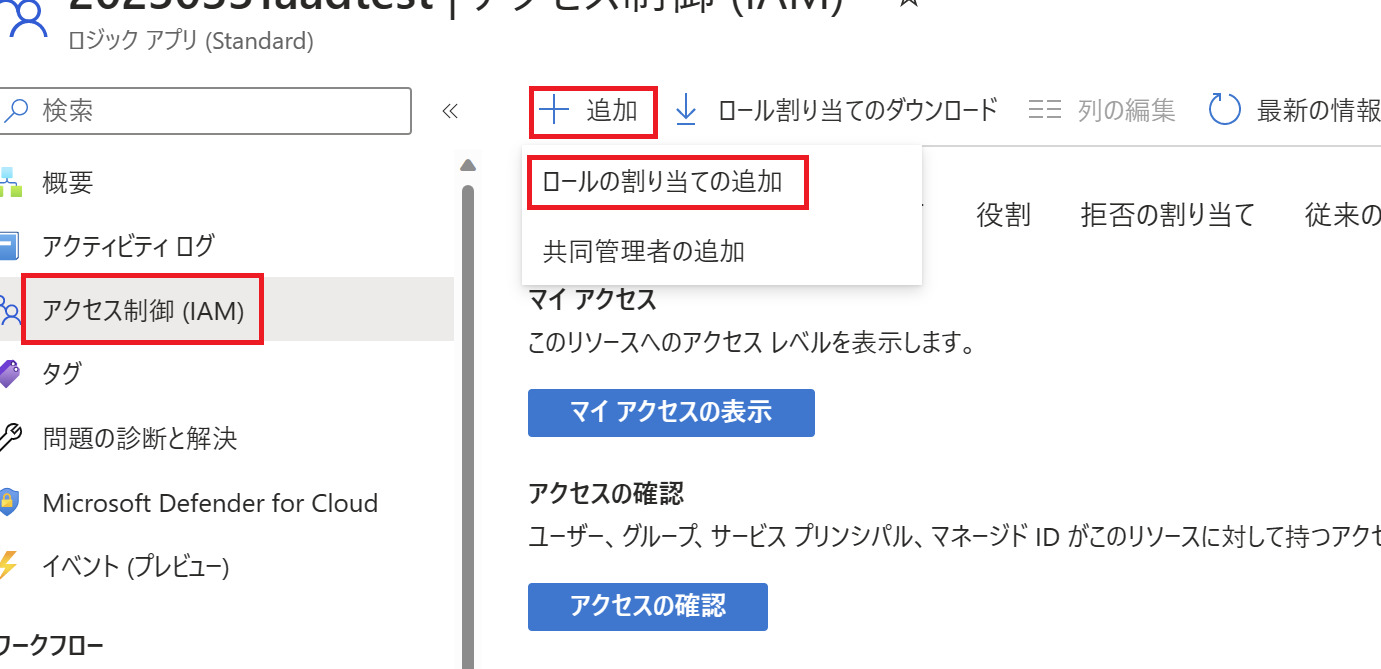 アクセス制御 (IAM)
ロジック アプリ (Standard)
検索
«
追加
ロール割り当てのダウンロード
列の編集
最新の情報
概要
アクティビティ ログ
アクセス制御 (IAM)
タグ
問題の診断と解決
Microsoft Defender for Cloud
イベント (プレビュー)
ワークフロー
ロールの割り当ての追加
共同管理者の追加
役割
拒否の割り当て
従来の
マイ アクセス
このリソースへのアクセス レベルを表示します。
マイ アクセスの表示
アクセスの確認
ユーザー、グループ、サービス プリンシパル、マネージド ID がこのリソースに対して持つアクセ
アクセスの確認